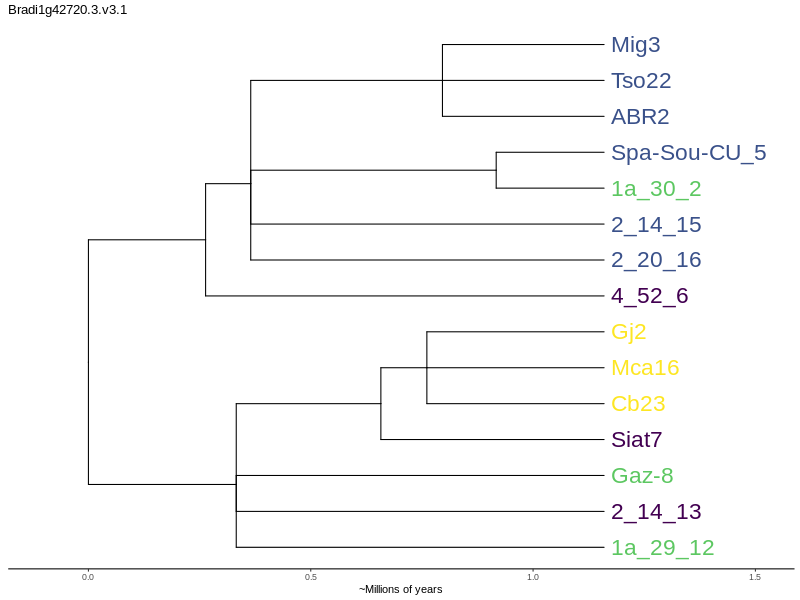 Bradi1g42720.3.v3.1
Mig3
Tso22
ABR2
Spa-Sou-CU_5
1a_30_2
2_14_15
2_20_16
4_52_6
Gj2
Mca16
Cb23
Siat7
Gaz-8
2_14_13
1a_29_12
0.0 0.5 1.0 1.5
~Millions of years